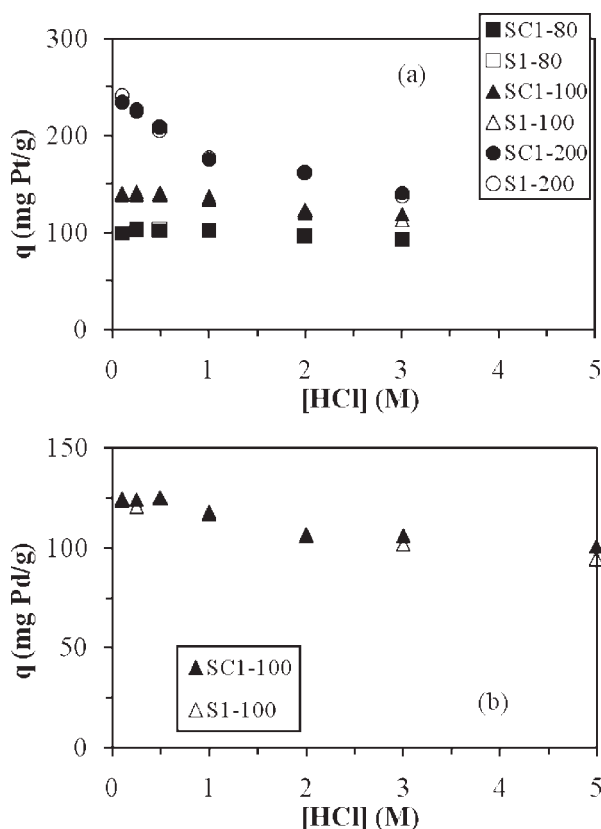 300
250
200
150
100
0
q (mg Pt/g)
(a)
SC1-80
S1-80
SC1-100
S1-100
SC1-200
S1-200
0 1 2 3 4 5
[HCl] (M)
150
100
50
0
q (mg Pd/g)
SC1-100
S1-100
(b)
0 1 2 3 4 5
[HCl] (M)